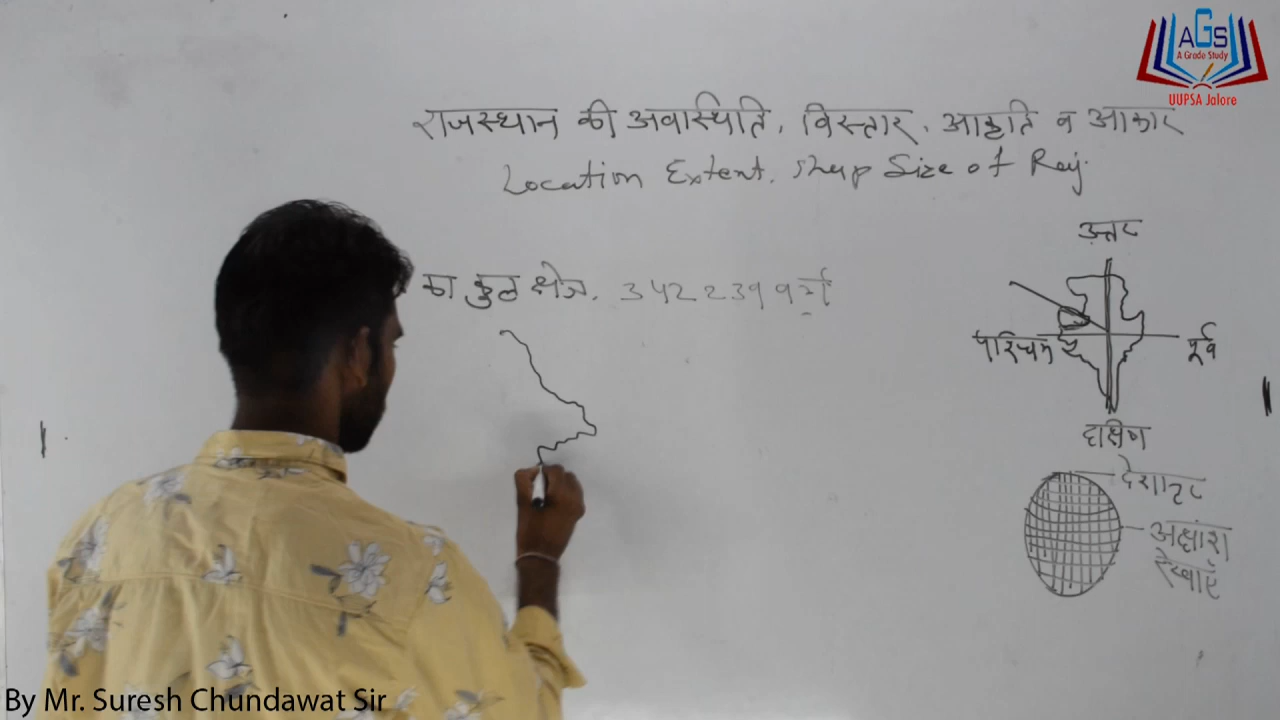 AGS
A Grade Study
UUPSA Jalore
राजस्थान की अवास्थिति, विस्तार, आकृति व आकार
Location Extent. Shap Size of Raj.
उत्तर
का कुल क्षेत्र. 342239 वर्ग
पश्चिम
पूर्व
दक्षिण
देशान्तर
अक्षांश
रेखाएँ
By Mr. Suresh Chundawat Sir